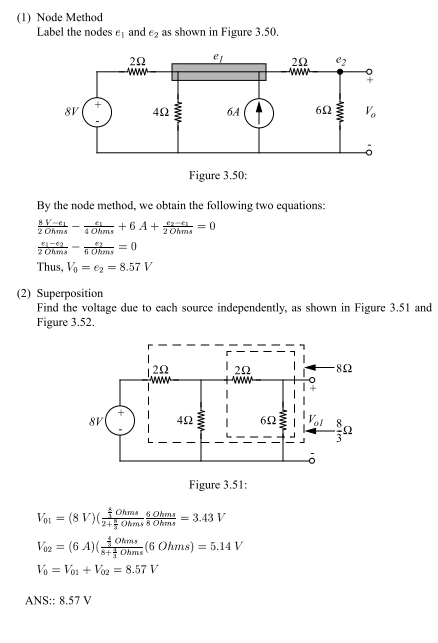 (1) Node Method
Label the nodes e₁ and e₂ as shown in Figure 3.50.
2Ω e1 2Ω e2
+
8V + - 4Ω 6A 6Ω Vo
-
Figure 3.50:
By the node method, we obtain the following two equations:
(8 V−e₁)/(2 Ohms) − e₁/(4 Ohms) + 6 A + (e₂−e₁)/(2 Ohms) = 0
(e₁−e₂)/(2 Ohms) − e₂/(6 Ohms) = 0
Thus, V₀ = e₂ = 8.57 V
(2) Superposition
Find the voltage due to each source independently, as shown in Figure 3.51 and
Figure 3.52.
2Ω 2Ω 8Ω
+
8V + - 4Ω 6Ω Vo1 8/3 Ω
-
Figure 3.51:
V₀₁ = (8 V)((8/3 Ohms)/(2+8/3 Ohms) (6 Ohms)/(8 Ohms) = 3.43 V
V₀₂ = (6 A)((4/3 Ohms)/(8+4/3 Ohms)(6 Ohms) = 5.14 V
V₀ = V₀₁ + V₀₂ = 8.57 V
ANS:: 8.57 V